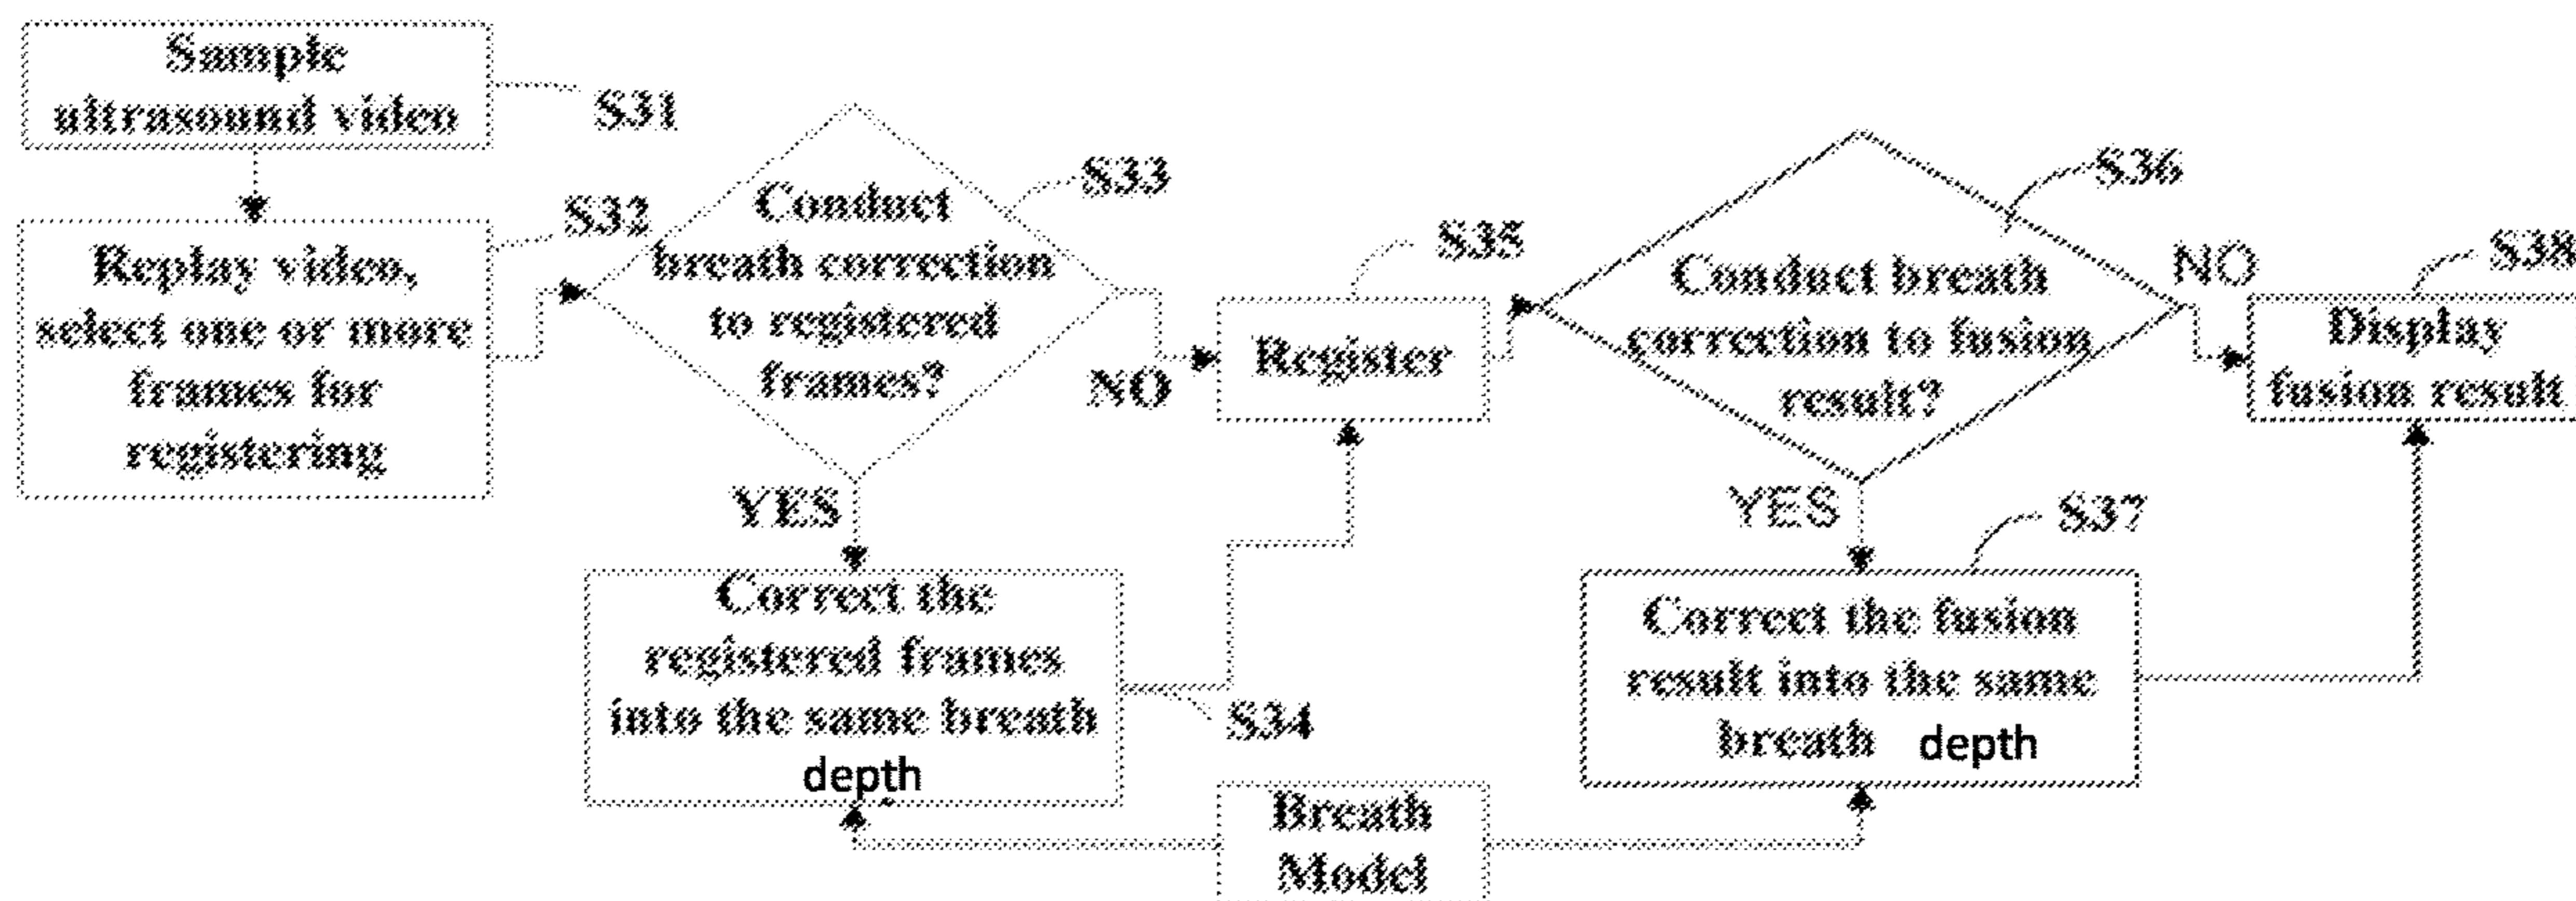 Sample
ultrasound video
S31
Replay video,
select one or more
frames for
registering
S32
Conduct
breath correction
to registered
frames?
S33
NO
YES
Correct the
registered frames
into the same breath
depth
S34
Register
S35
Conduct breath
correction to fusion
result?
S36
NO
YES
Correct the fusion
result into the same
breath depth
S37
Display
fusion result
S38
Breath
Model